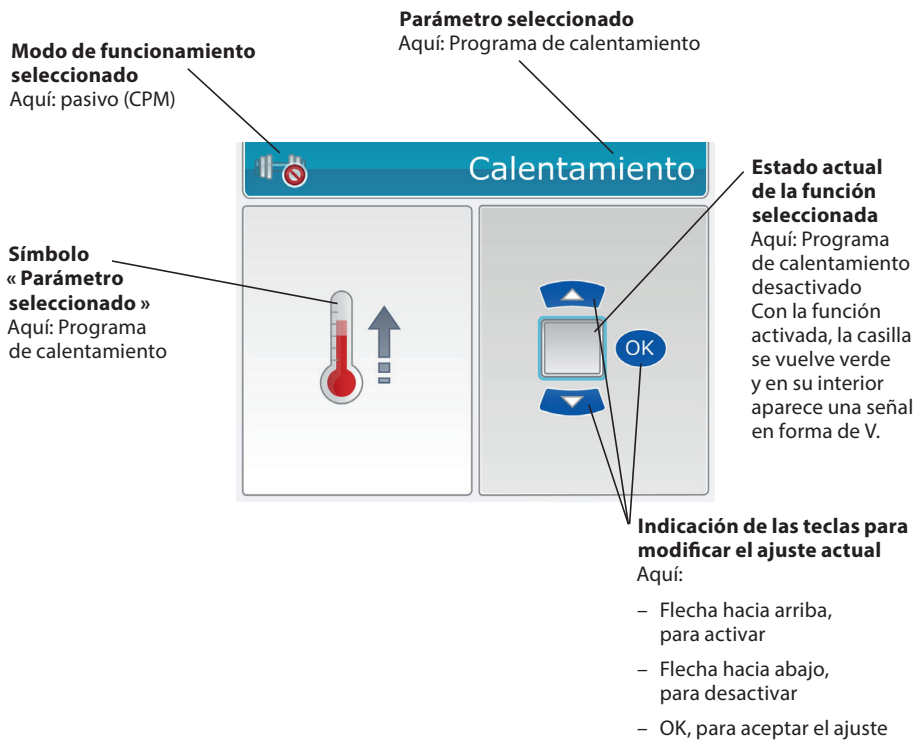 Parámetro seleccionado
Aquí: Programa de calentamiento
Modo de funcionamiento
seleccionado
Aquí: pasivo (CPM)
Calentamiento
Estado actual
de la función
seleccionada
Aquí: Programa
de calentamiento
desactivado
Con la función
activada, la casilla
se vuelve verde
y en su interior
aparece una señal
en forma de V.
Símbolo
« Parámetro
seleccionado »
Aquí: Programa
de calentamiento
OK
Indicación de las teclas para
modificar el ajuste actual
Aquí:
– Flecha hacia arriba,
para activar
– Flecha hacia abajo,
para desactivar
– OK, para aceptar el ajuste